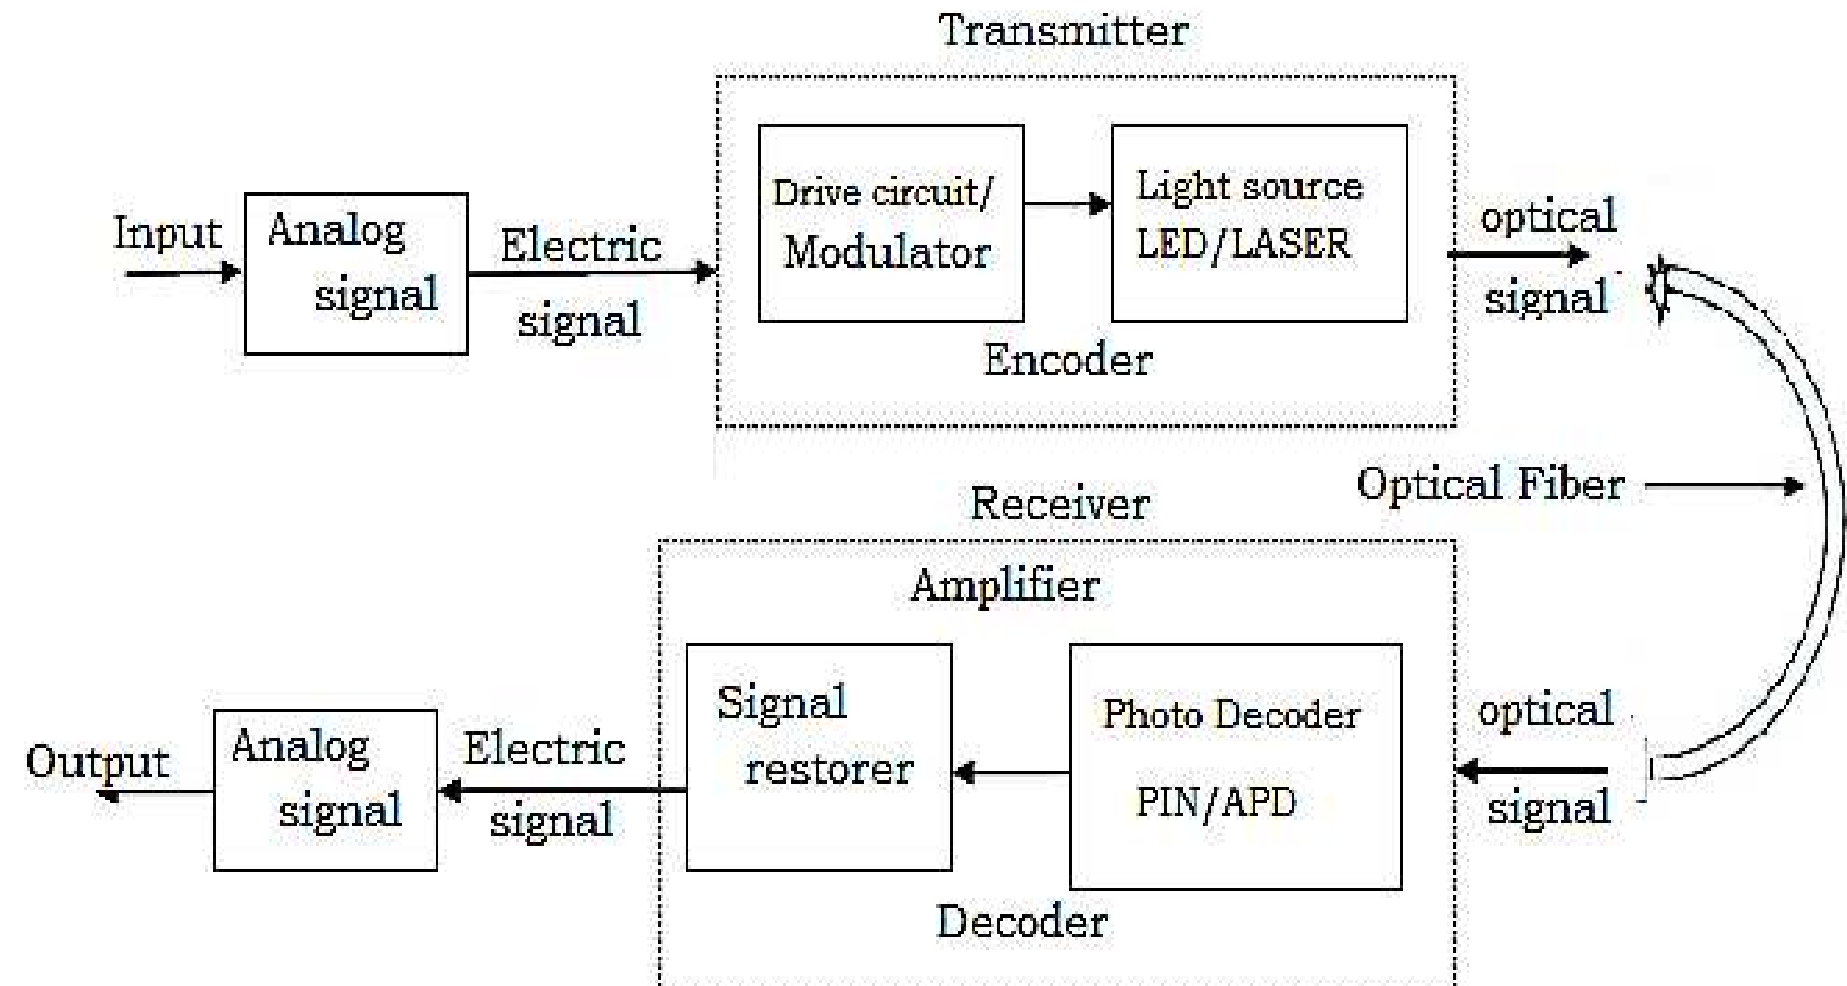 Transmitter
Input
Analog
signal
Electric
signal
Drive circuit/
Modulator
Light source
LED/LASER
Encoder
optical
signal
Optical Fiber
Receiver
Amplifier
Output
Analog
signal
Electric
signal
Signal
restorer
Photo Decoder
PIN/APD
Decoder
optical
signal